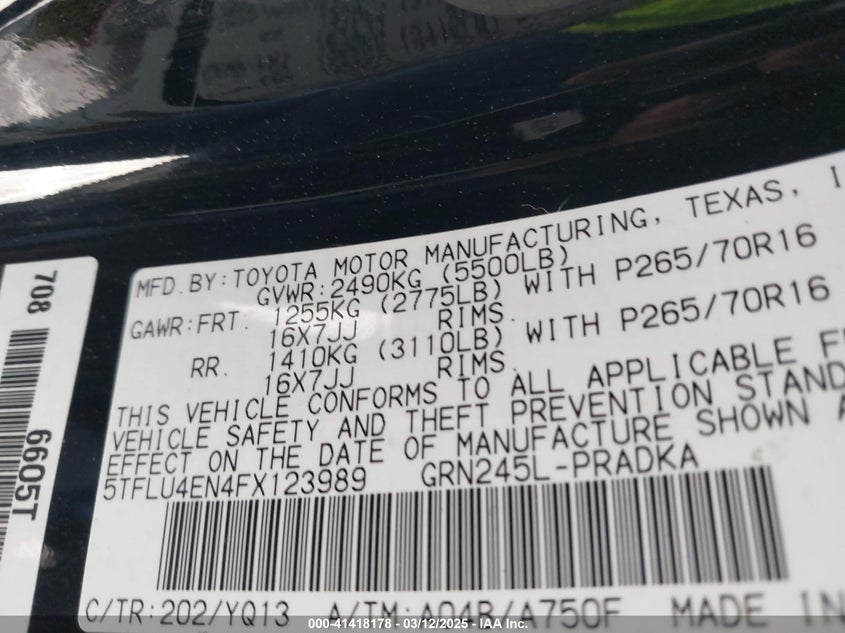 MFD.BY:TOYOTA MOTOR MANUFACTURING, TEXAS,
GVWR:2490KG (5500LB)
GAWR:FRT. 1255KG (2775LB) WITH P265/70R16
16X7JJ RIMS.
RR. 1410KG (3110LB) WITH P265/70R16
16X7JJ RIMS.
THIS VEHICLE CONFORMS TO ALL APPLICABLE
VEHICLE SAFETY AND THEFT PREVENTION
EFFECT ON THE DATE OF MANUFACTURE SHOWN
5TFLU4EN4FX123989 GRN245L-PRADKA
C/TR:202/YQ13 A/TM:A04B/A750F MADE IN
708 6605T
000-41418178 - 03/12/2025 - IAA Inc.